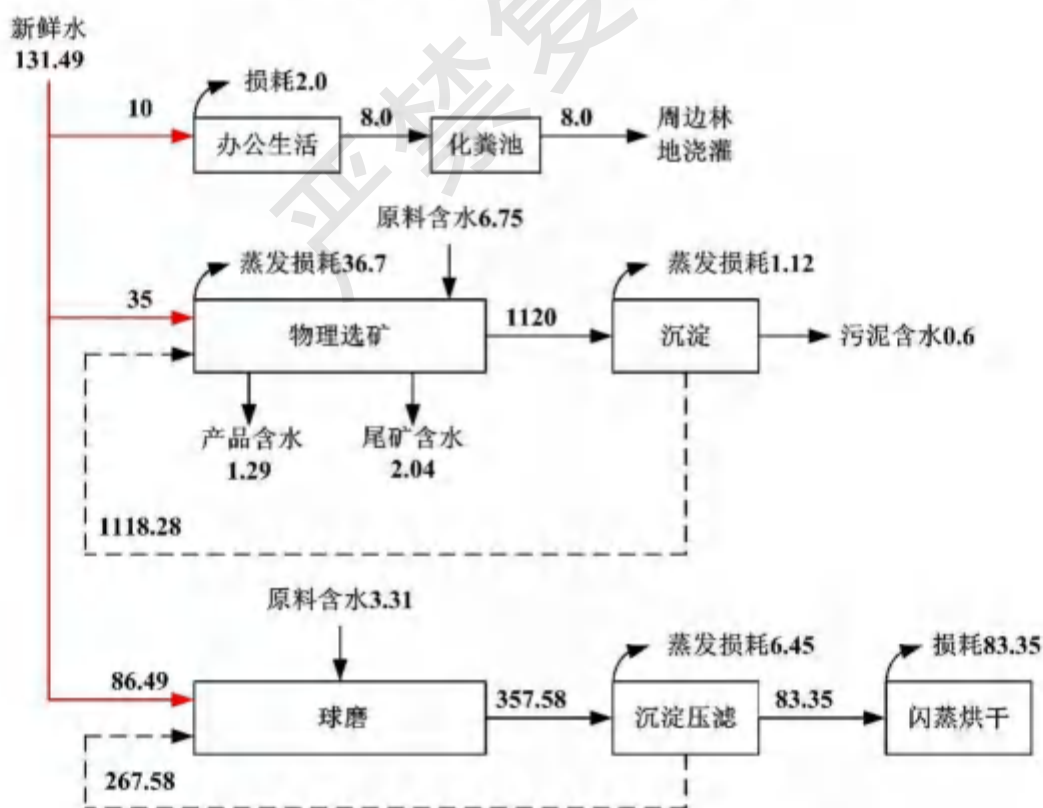 新鲜水
131.49
损耗2.0
10
办公生活
8.0
化粪池
8.0
周边林
地浇灌
严禁复
原料含水6.75
蒸发损耗36.7
蒸发损耗1.12
35
物理选矿
1120
沉淀
污泥含水0.6
产品含水
1.29
尾矿含水
2.04
1118.28
原料含水3.31
蒸发损耗6.45
损耗83.35
86.49
球磨
357.58
沉淀压滤
83.35
闪蒸烘干
267.58